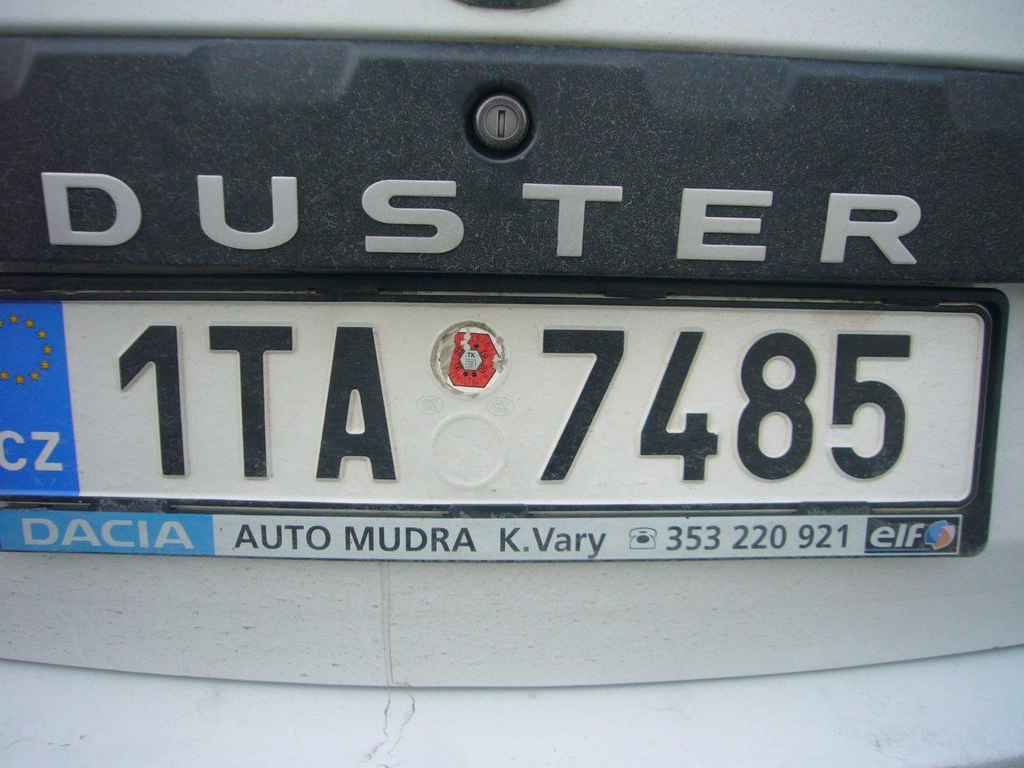 DUSTER
CZ 1TA 7485
TK
DACIA AUTO MUDRA K.Vary ☎ 353 220 921 elf